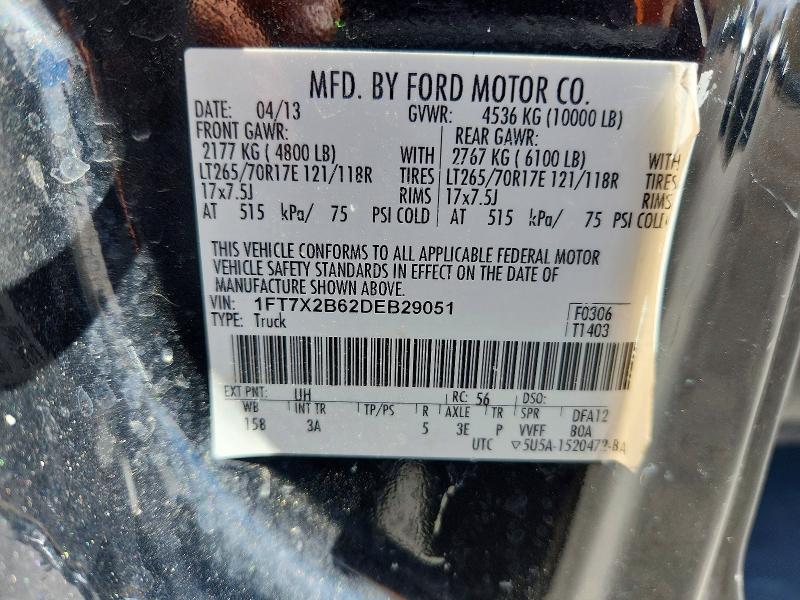 MFD. BY FORD MOTOR CO.
DATE: 04/13 GVWR: 4536 KG (10000 LB)
FRONT GAWR: REAR GAWR:
2177 KG ( 4800 LB) WITH 2767 KG ( 6100 LB) WITH
LT265/70R17E 121/118R TIRES LT265/70R17E 121/118R TIRES
17x7.5J RIMS 17x7.5J RIMS
AT 515 kPa/ 75 PSI COLD AT 515 kPa/ 75 PSI COLD
THIS VEHICLE CONFORMS TO ALL APPLICABLE FEDERAL MOTOR
VEHICLE SAFETY STANDARDS IN EFFECT ON THE DATE OF
MANUFACTURE SHOWN ABOVE.
VIN: 1FT7X2B62DEB29051 F0306
TYPE: Truck T1403
EXT PNT: UH RC: 56 DSO:
WB INT TR TP/PS R AXLE TR SPR DFA12
158 3A 5 3E P VVFF 80A
UTC ▽5U5A-1520472-BA